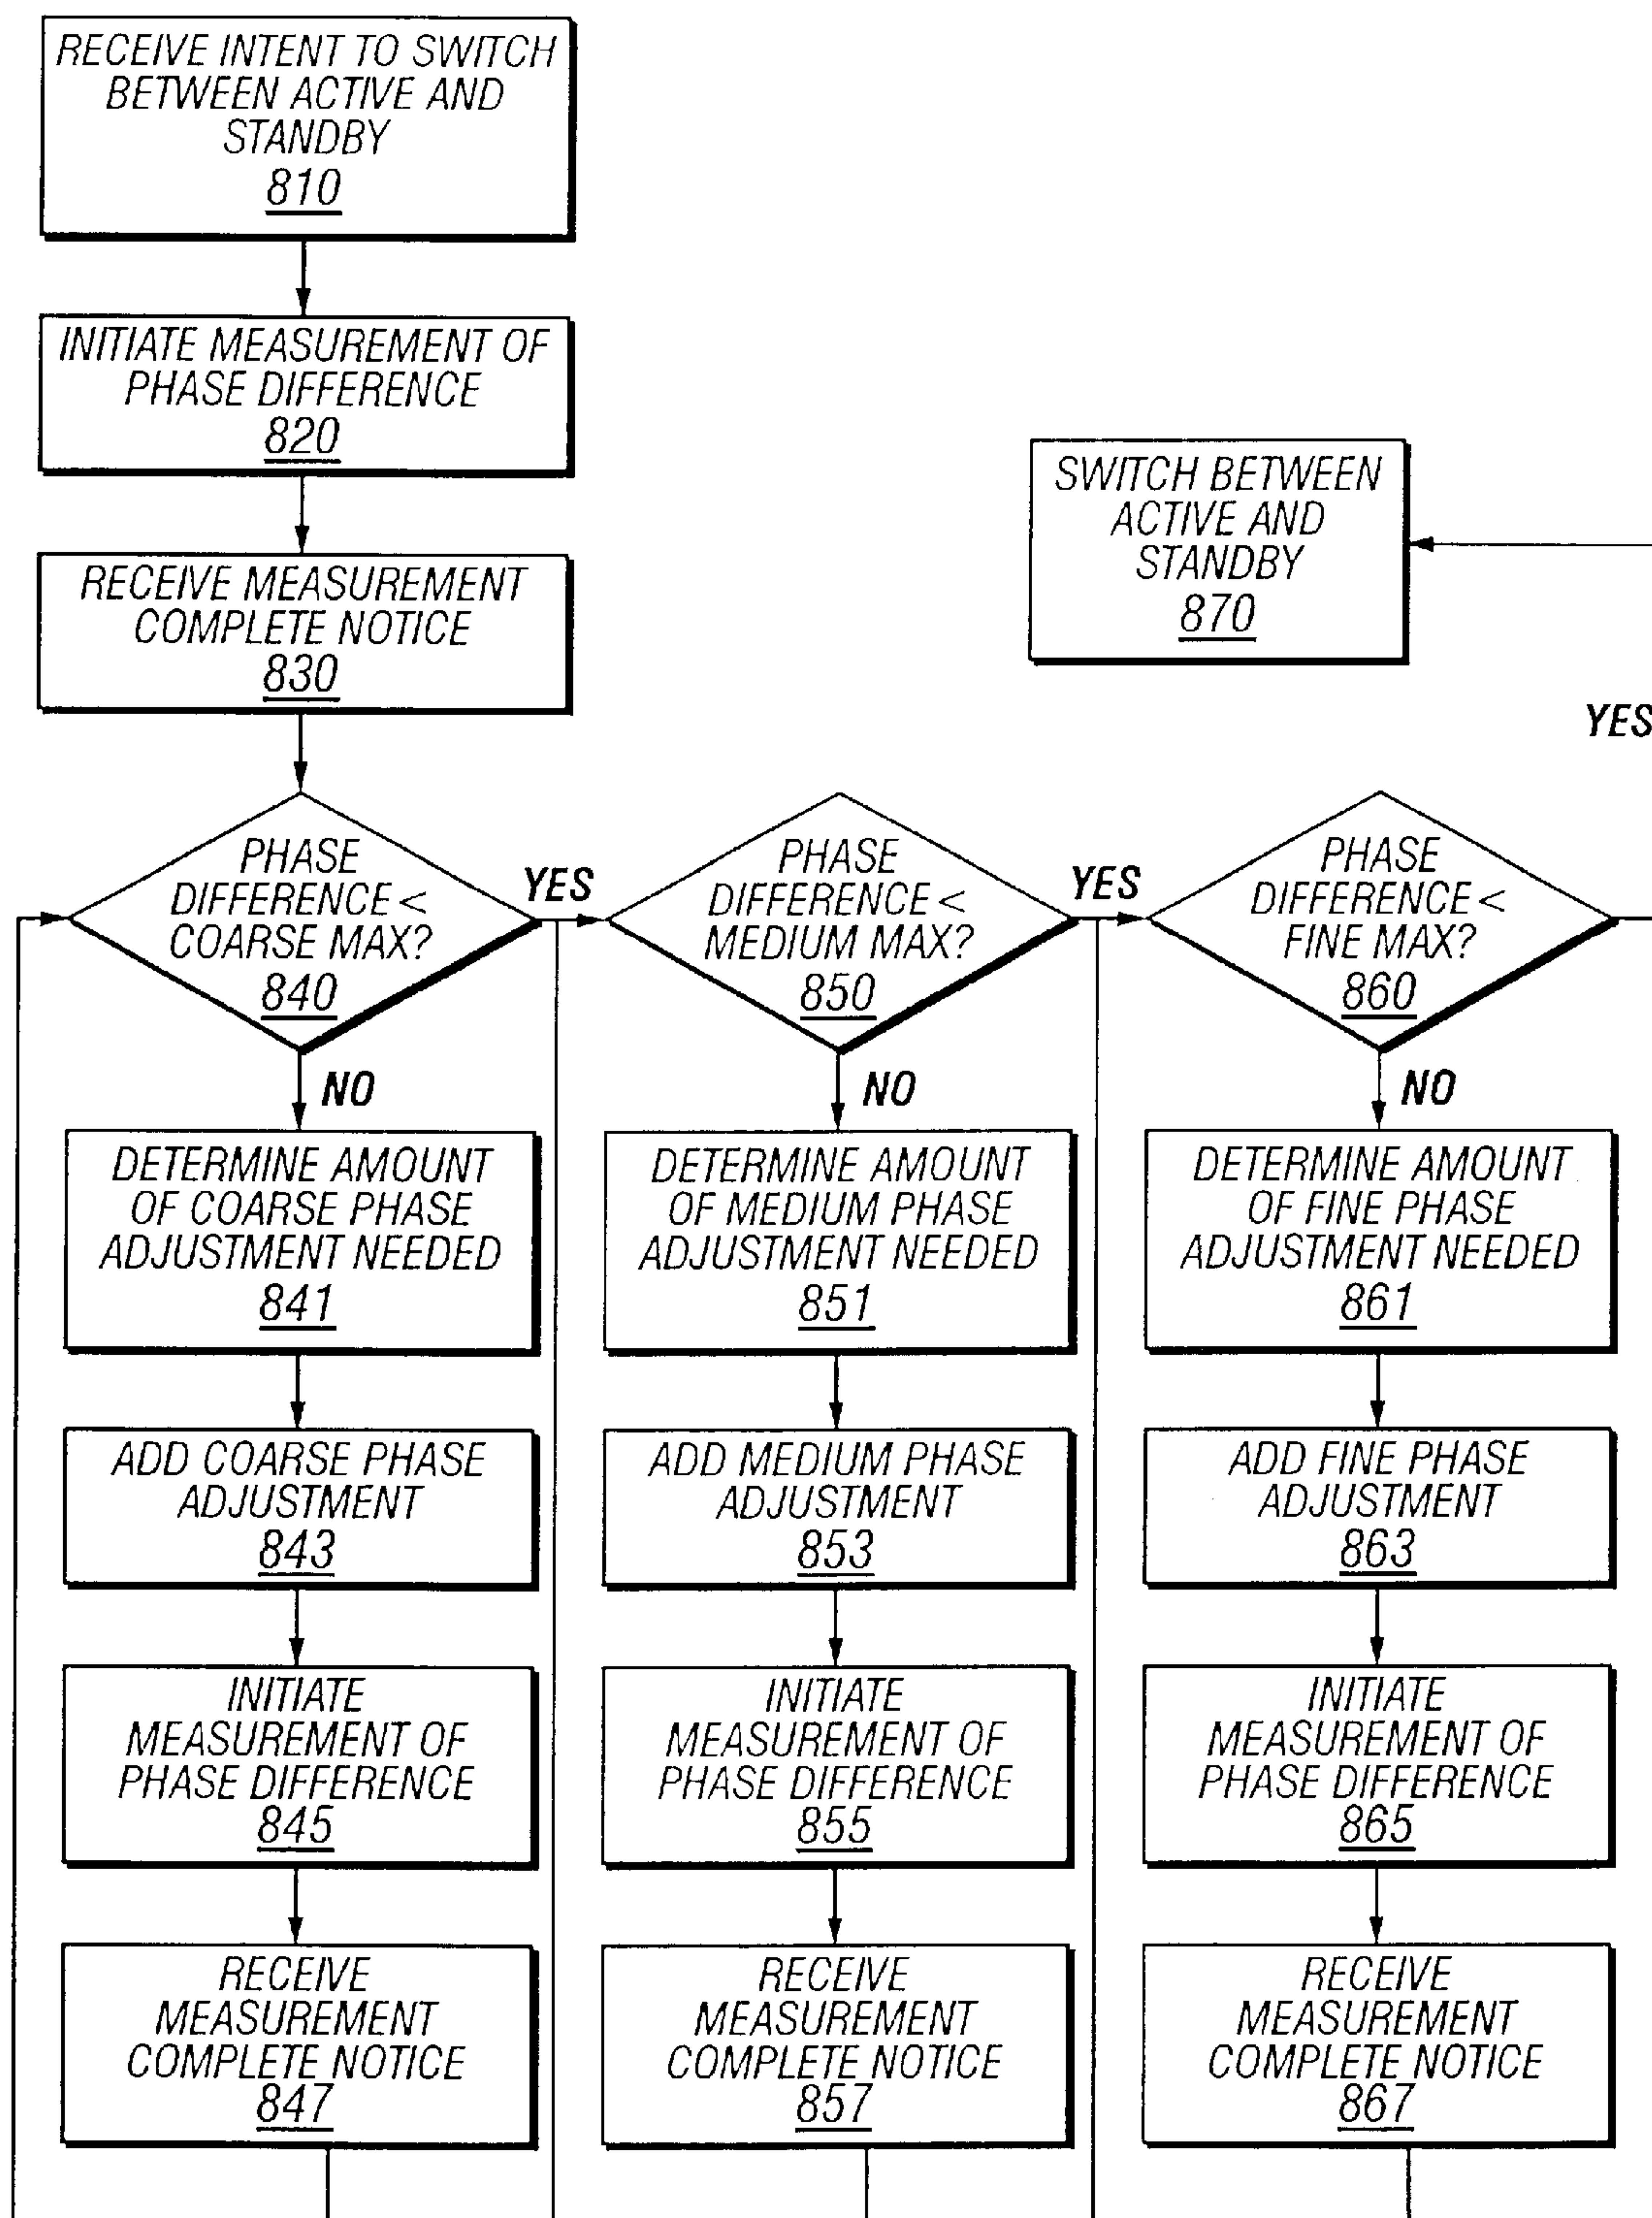 RECEIVE INTENT TO SWITCH
BETWEEN ACTIVE AND
STANDBY
810
INITIATE MEASUREMENT OF
PHASE DIFFERENCE
820
RECEIVE MEASUREMENT
COMPLETE NOTICE
830
SWITCH BETWEEN
ACTIVE AND
STANDBY
870
YES
PHASE
DIFFERENCE <
COARSE MAX?
840
YES
NO
PHASE
DIFFERENCE <
MEDIUM MAX?
850
YES
NO
PHASE
DIFFERENCE <
FINE MAX?
860
NO
DETERMINE AMOUNT
OF COARSE PHASE
ADJUSTMENT NEEDED
841
ADD COARSE PHASE
ADJUSTMENT
843
INITIATE
MEASUREMENT OF
PHASE DIFFERENCE
845
RECEIVE
MEASUREMENT
COMPLETE NOTICE
847
DETERMINE AMOUNT
OF MEDIUM PHASE
ADJUSTMENT NEEDED
851
ADD MEDIUM PHASE
ADJUSTMENT
853
INITIATE
MEASUREMENT OF
PHASE DIFFERENCE
855
RECEIVE
MEASUREMENT
COMPLETE NOTICE
857
DETERMINE AMOUNT
OF FINE PHASE
ADJUSTMENT NEEDED
861
ADD FINE PHASE
ADJUSTMENT
863
INITIATE
MEASUREMENT OF
PHASE DIFFERENCE
865
RECEIVE
MEASUREMENT
COMPLETE NOTICE
867